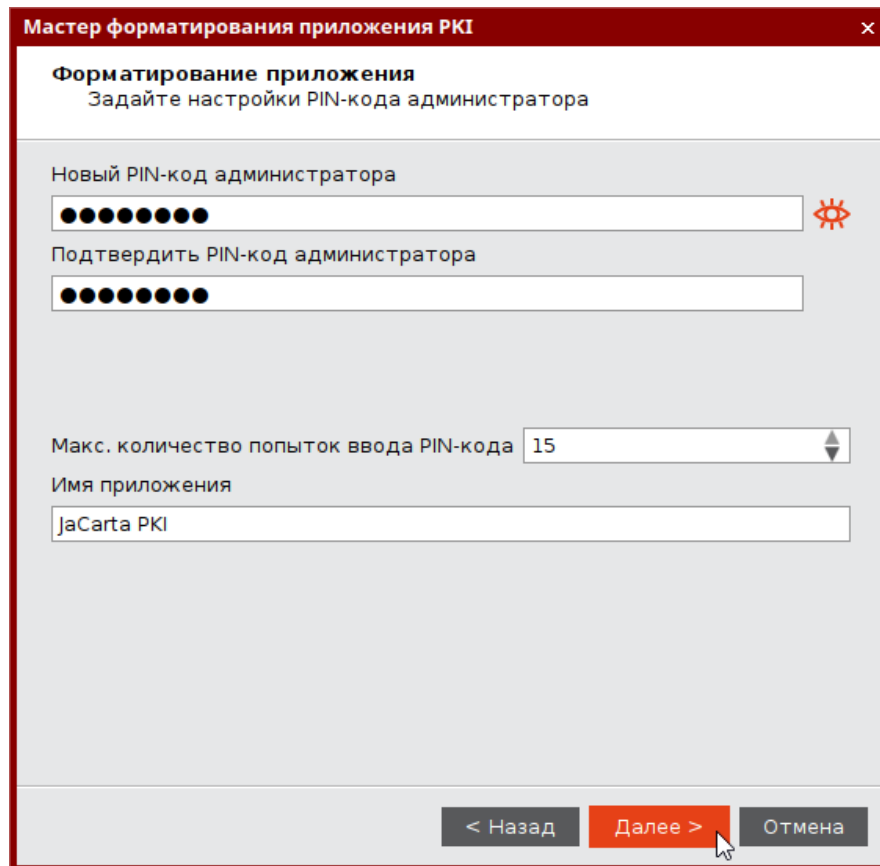 Мастер форматирования приложения PKI
Форматирование приложения
Задайте настройки PIN-кода администратора
Новый PIN-код администратора
●●●●●●●●
Подтвердить PIN-код администратора
●●●●●●●●
Макс. количество попыток ввода PIN-кода 15
Имя приложения
JaCarta PKI
< Назад Далее > Отмена